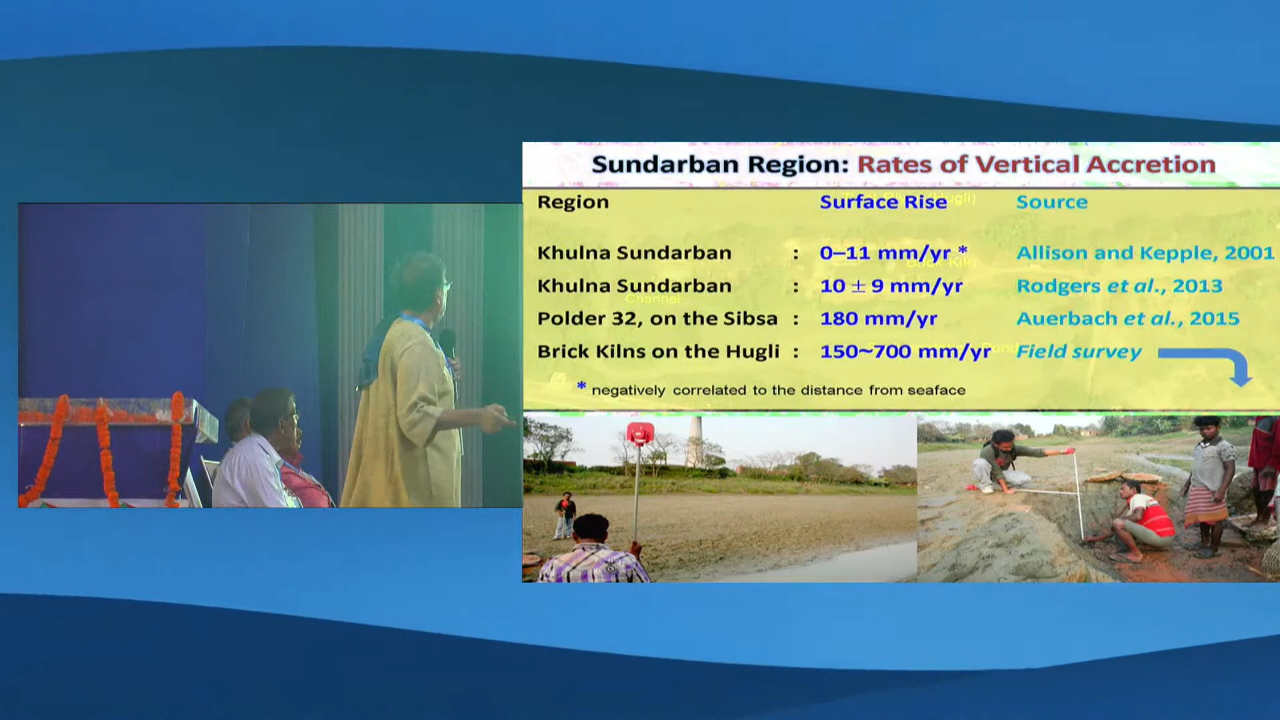 Sundarban Region: Rates of Vertical Accretion
Region Surface Rise Source
Khulna Sundarban : 0–11 mm/yr * Allison and Kepple, 2001
Khulna Sundarban : 10 ± 9 mm/yr Rodgers et al., 2013
Polder 32, on the Sibsa : 180 mm/yr Auerbach et al., 2015
Brick Kilns on the Hugli : 150~700 mm/yr Field survey
* negatively correlated to the distance from seaface
Channel